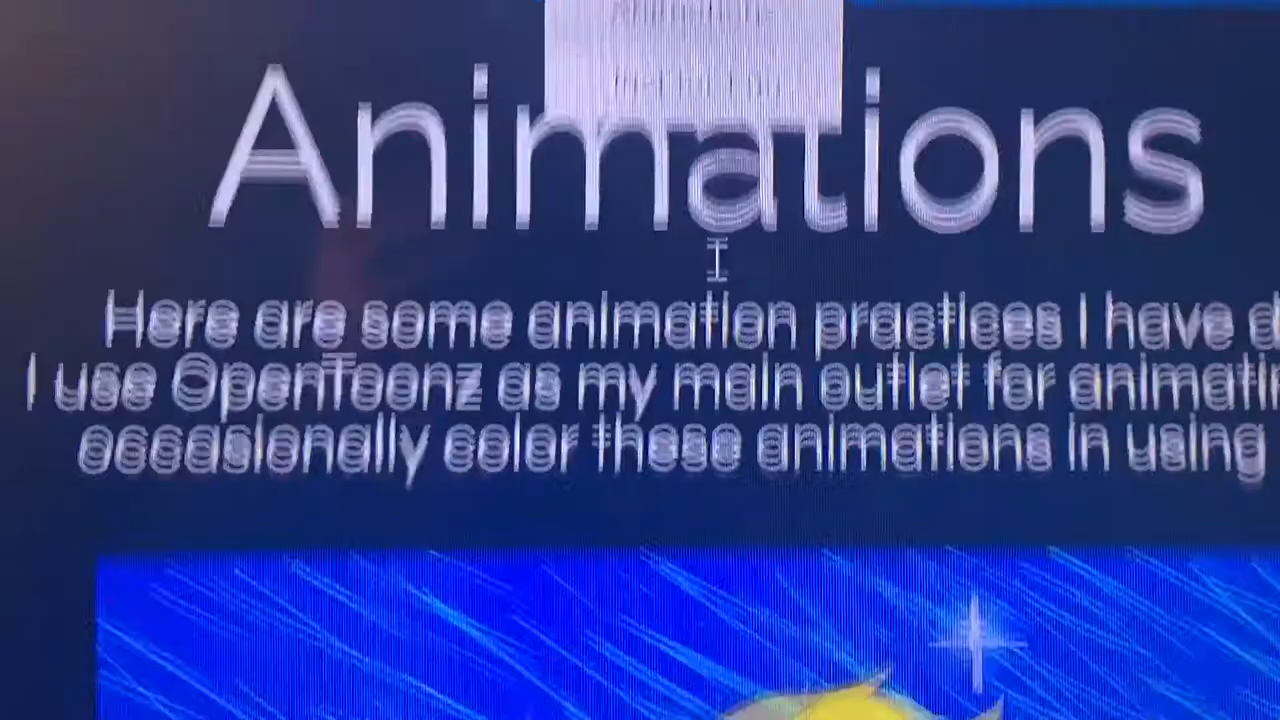 Animations
Here are some animation practices I have
I use OpenToonz as my main outlet for
occasionally color these animations in using